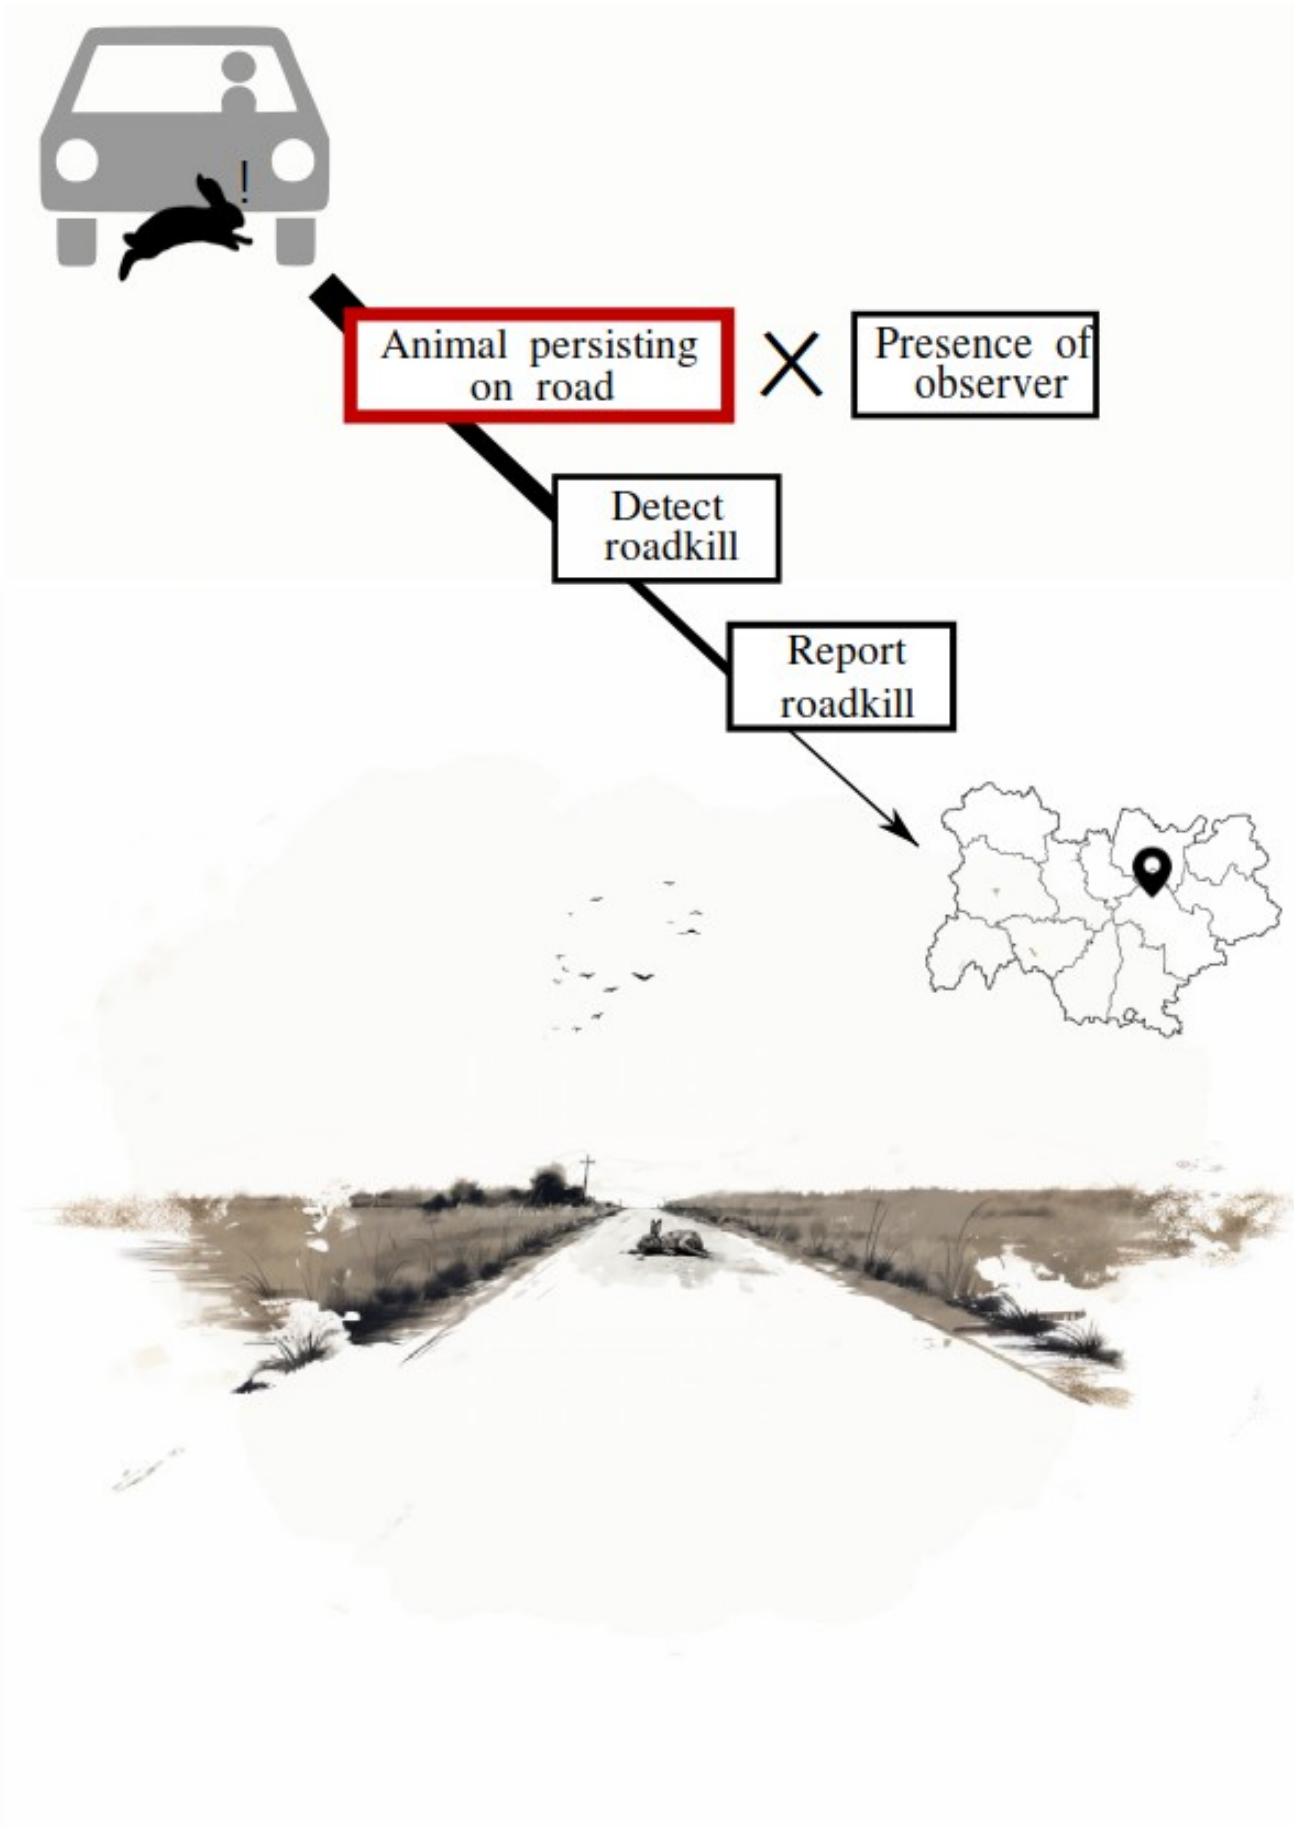 !
Animal persisting
on road
Presence of
observer
Detect
roadkill
Report
roadkill